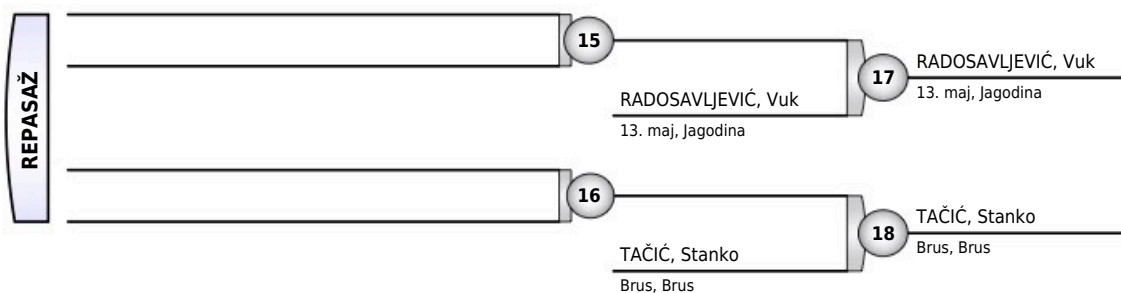 REPASAŽ
15
RADOSAVLJEVIĆ, Vuk
13. maj, Jagodina
17
RADOSAVLJEVIĆ, Vuk
13. maj, Jagodina
16
TAČIĆ, Stanko
Brus, Brus
18
TAČIĆ, Stanko
Brus, Brus